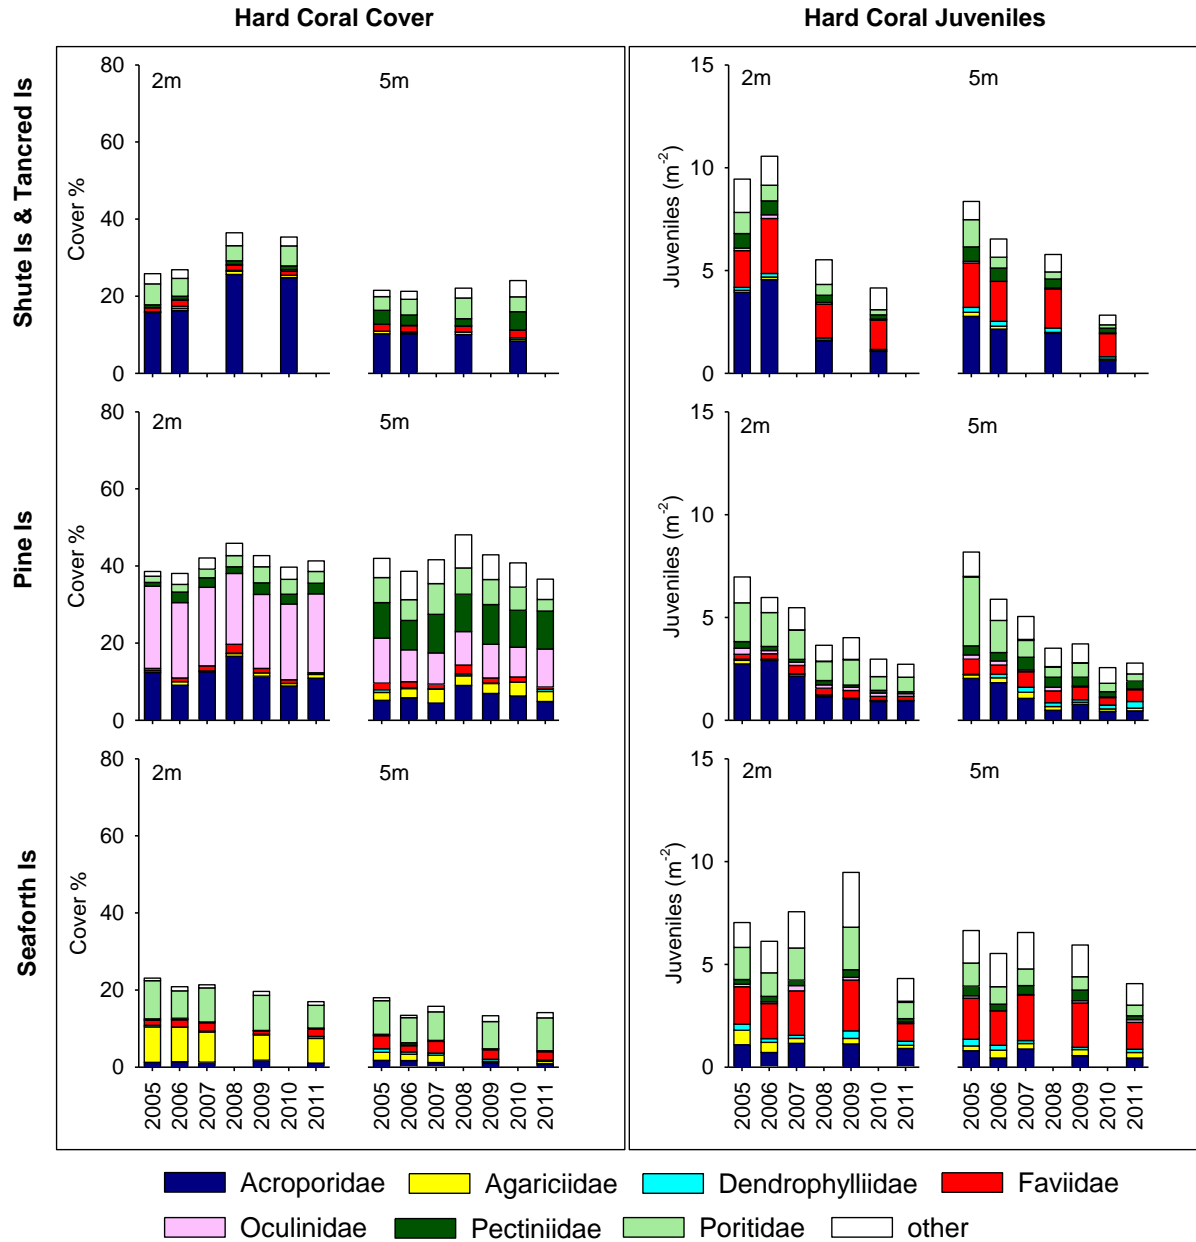 Hard Coral Cover
Hard Coral Juveniles
Shute Is & Tancred Is
Cover %
80
60
40
20
0
2m
5m
Juveniles (m-2)
15
10
5
0
2m
5m
Pine Is
Cover %
80
60
40
20
0
2m
5m
Juveniles (m-2)
15
10
5
0
2m
5m
Seaforth Is
Cover %
80
60
40
20
0
2m
5m
Juveniles (m-2)
15
10
5
0
2m
5m
2005 2006 2007 2008 2009 2010 2011
2005 2006 2007 2008 2009 2010 2011
2005 2006 2007 2008 2009 2010 2011
2005 2006 2007 2008 2009 2010 2011
Acroporidae Agariciidae Dendrophylliidae Faviidae
Oculinidae Pectiniidae Poritidae other